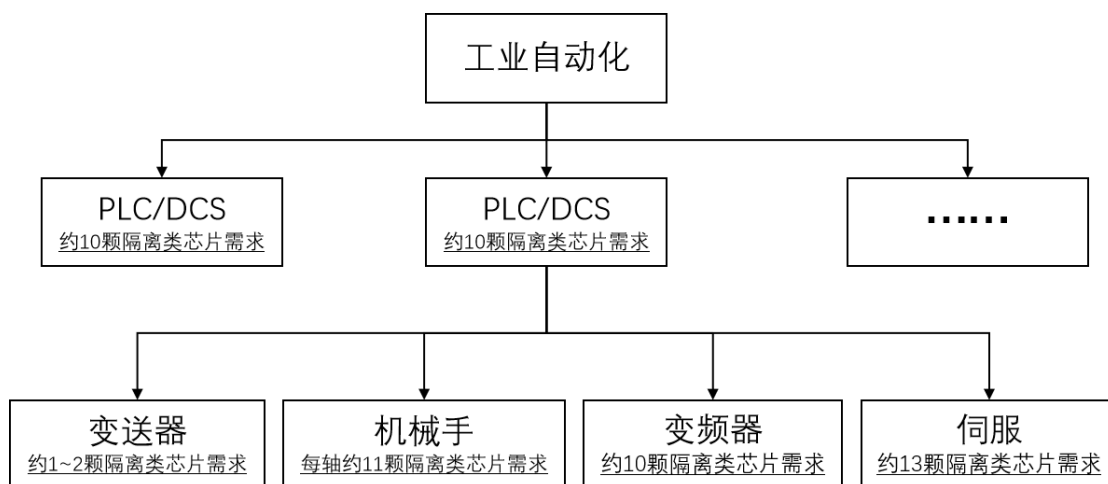 工业自动化
PLC/DCS
约10颗隔离类芯片需求
PLC/DCS
约10颗隔离类芯片需求
……
变送器
约1~2颗隔离类芯片需求
机械手
每轴约11颗隔离类芯片需求
变频器
约10颗隔离类芯片需求
伺服
约13颗隔离类芯片需求